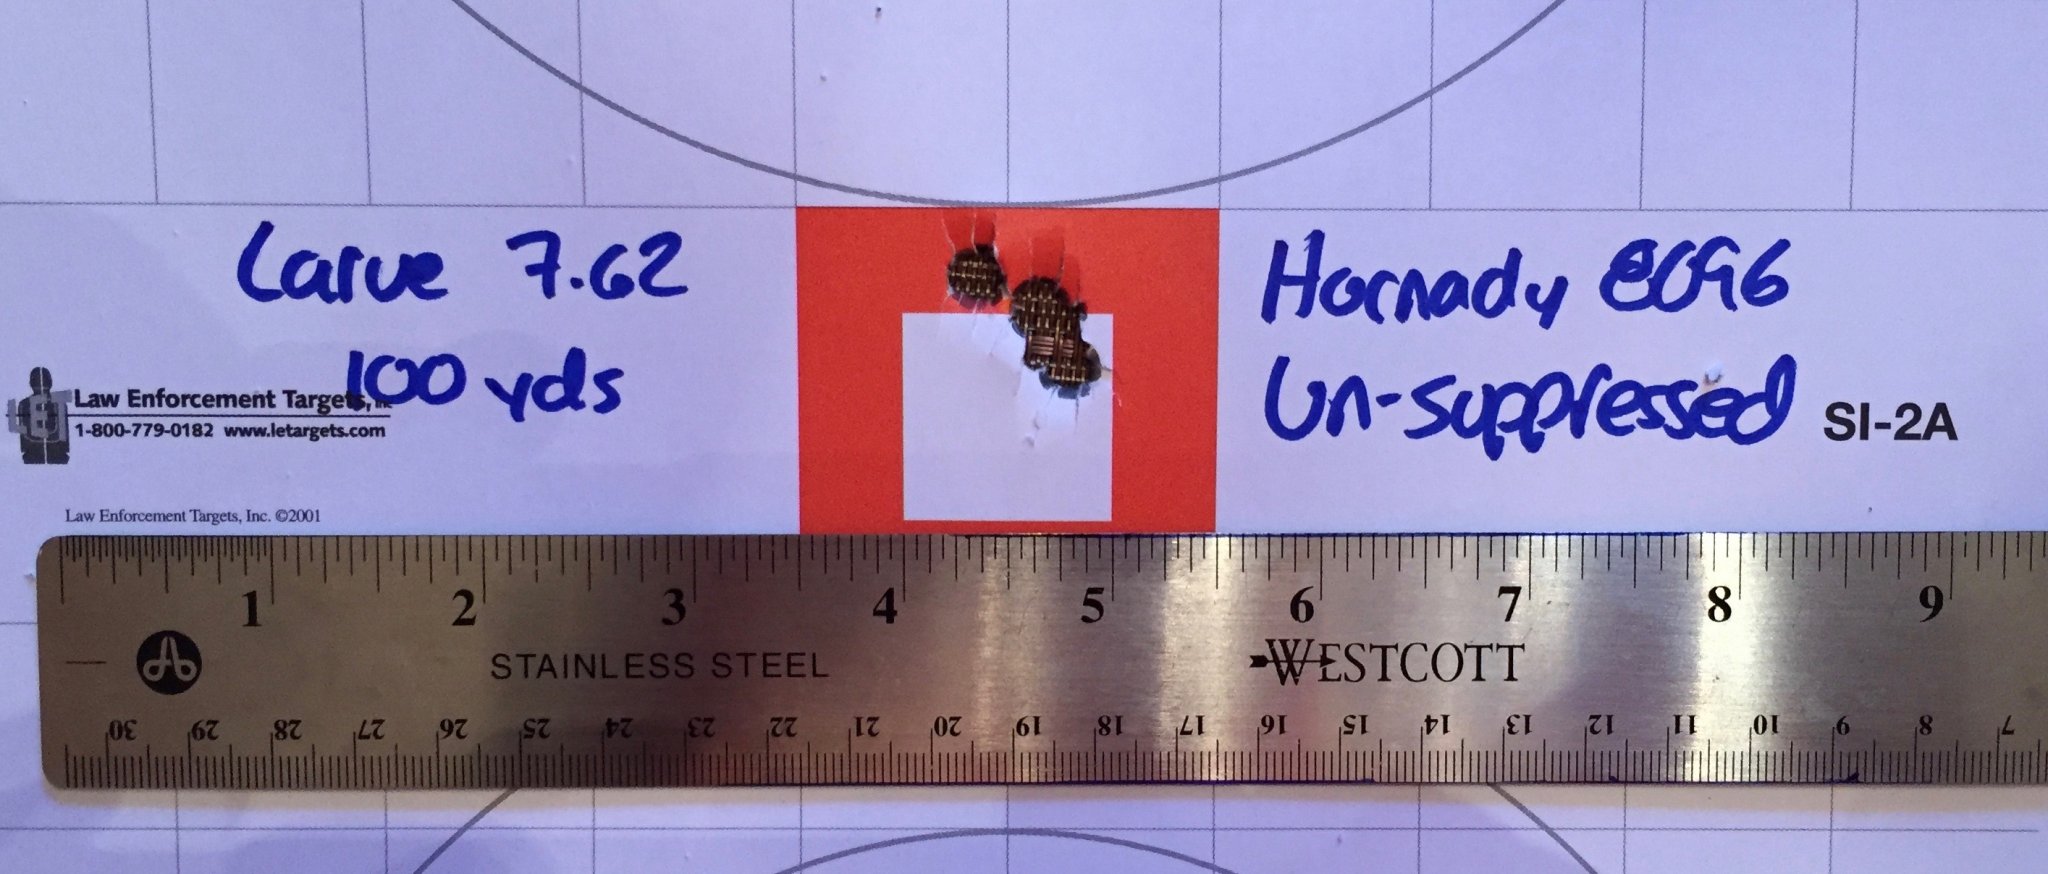 Larue 7.62
100 yds
Hornady 8096
Un-suppressed
SI-2A
Law Enforcement Targets,
1-800-779-0182 www.letargets.com
Law Enforcement Targets, Inc. ©2001
1 2 3 4 5 6 7 8 9
STAINLESS STEEL
WESTCOTT
30 29 28 27 26 25 24 23 22 21 20 19 18 17 16 15 14 13 12 11 10 9 8 7